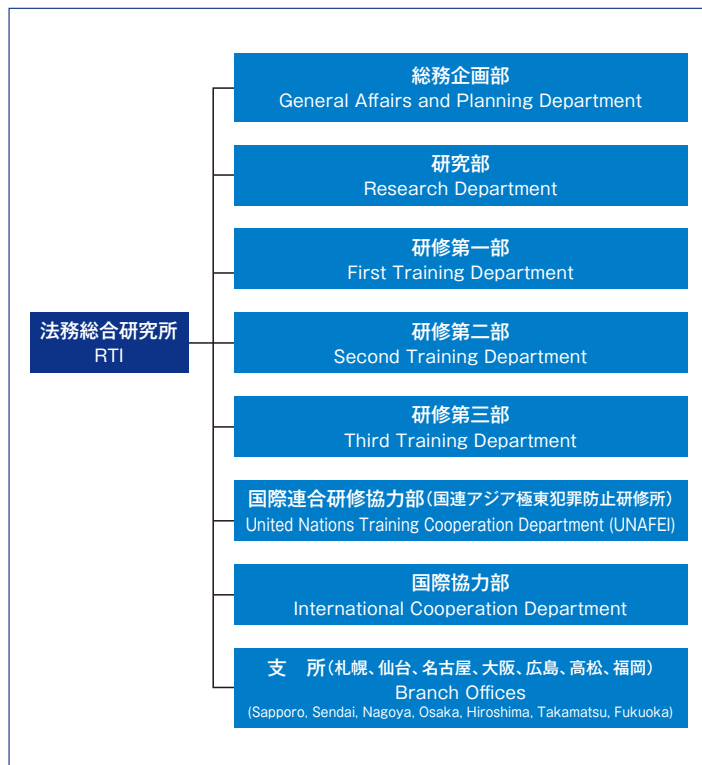 総務企画部
General Affairs and Planning Department
研究部
Research Department
研修第一部
First Training Department
法務総合研究所
RTI
研修第二部
Second Training Department
研修第三部
Third Training Department
国際連合研修協力部(国連アジア極東犯罪防止研修所)
United Nations Training Cooperation Department (UNAFEI)
国際協力部
International Cooperation Department
支　所(札幌、仙台、名古屋、大阪、広島、高松、福岡)
Branch Offices
(Sapporo, Sendai, Nagoya, Osaka, Hiroshima, Takamatsu, Fukuoka)